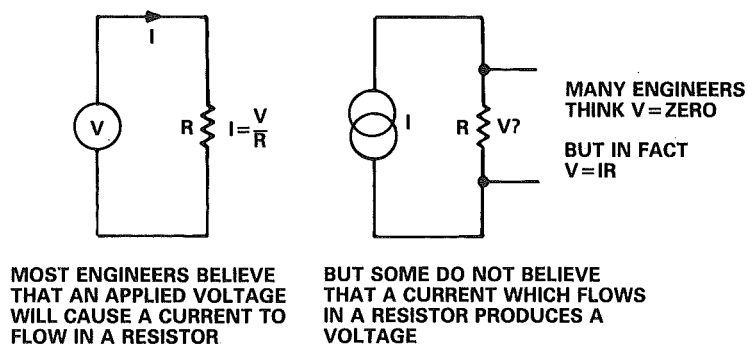 I
V
R
I = V/R
I
R
V?
MANY ENGINEERS
THINK V = ZERO
BUT IN FACT
V = IR
MOST ENGINEERS BELIEVE
THAT AN APPLIED VOLTAGE
WILL CAUSE A CURRENT TO
FLOW IN A RESISTOR
BUT SOME DO NOT BELIEVE
THAT A CURRENT WHICH FLOWS
IN A RESISTOR PRODUCES A
VOLTAGE